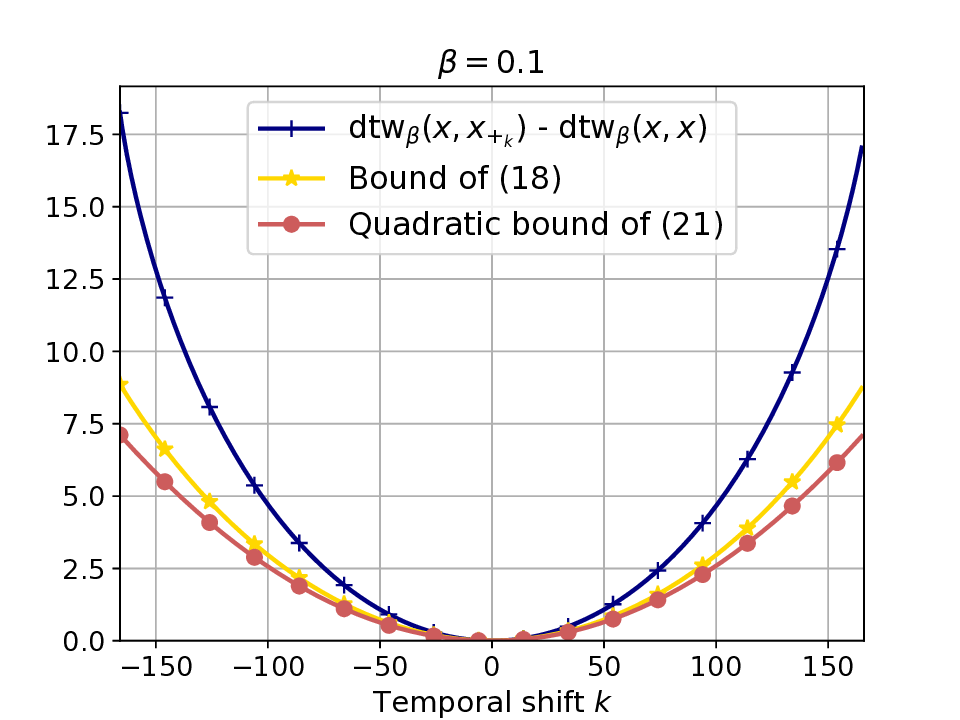 β = 0.1
dtw_β(x, x_{+_k}) - dtw_β(x, x)
Bound of (18)
Quadratic bound of (21)
17.5
15.0
12.5
10.0
7.5
5.0
2.5
0.0
−150 −100 −50 0 50 100 150
Temporal shift k